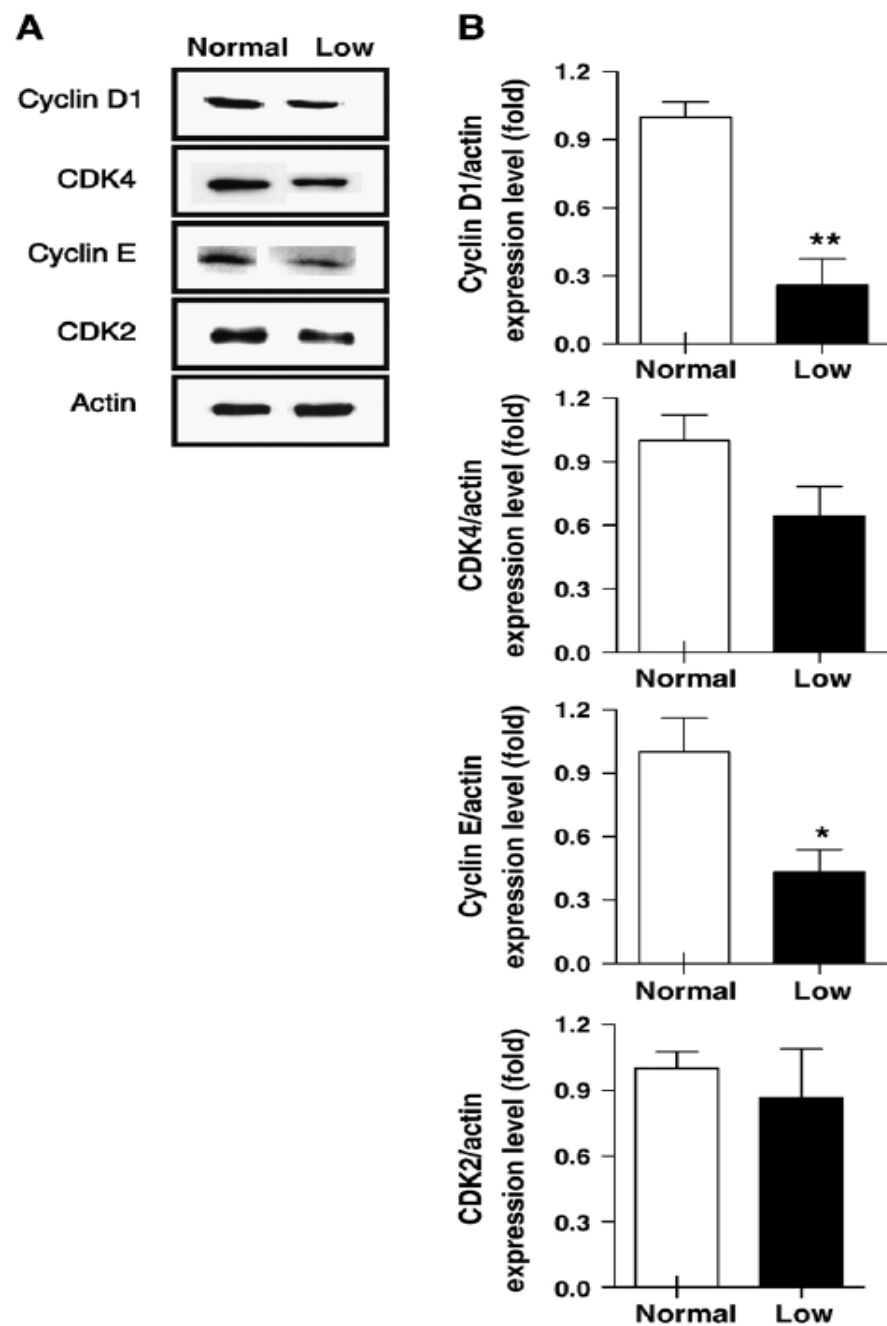 A
Normal Low
Cyclin D1
CDK4
Cyclin E
CDK2
Actin
B
Cyclin D1/actin
expression level (fold)
1.2
0.9
0.6
0.3
0.0
**
Normal Low
CDK4/actin
expression level (fold)
1.2
0.9
0.6
0.3
0.0
Normal Low
Cyclin E/actin
expression level (fold)
1.2
0.9
0.6
0.3
0.0
*
Normal Low
CDK2/actin
expression level (fold)
1.2
0.9
0.6
0.3
0.0
Normal Low